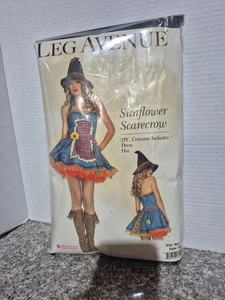 LEG AVENUE
Sunflower
Scarecrow
2PC. Costume Includes:
Dress
Hat